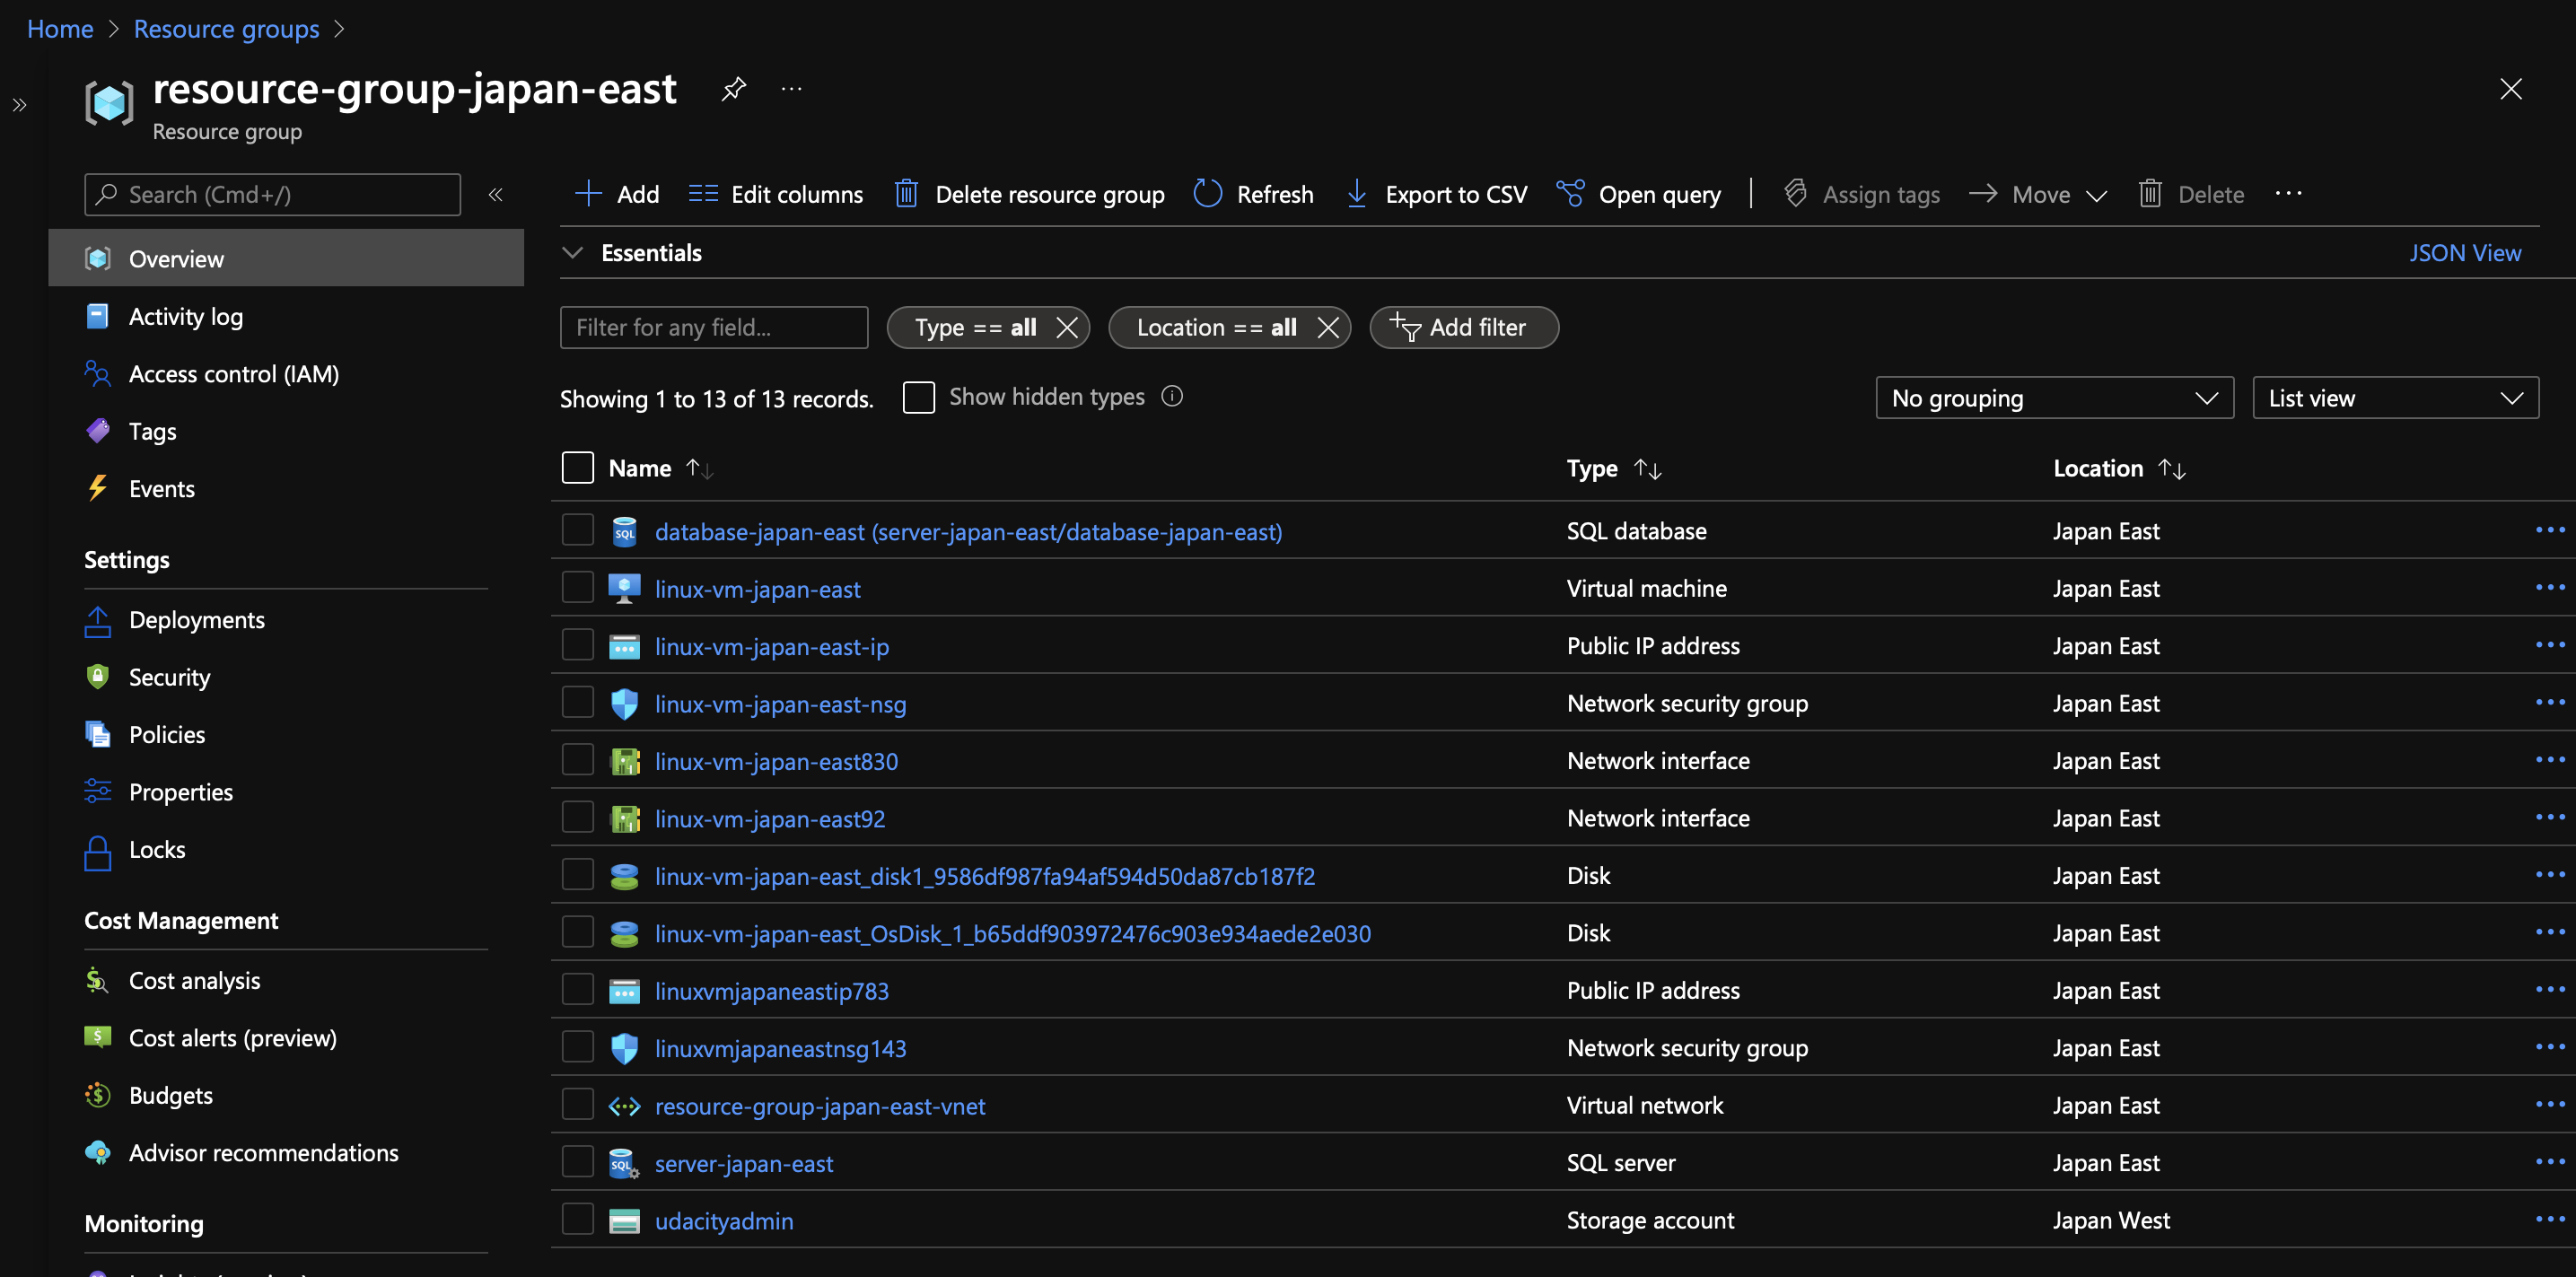 Home > Resource groups >
resource-group-japan-east
Resource group
Search (Cmd+/)
Overview
Activity log
Access control (IAM)
Tags
Events
Settings
Deployments
Security
Policies
Properties
Locks
Cost Management
Cost analysis
Cost alerts (preview)
Budgets
Advisor recommendations
Monitoring
Add Edit columns Delete resource group Refresh Export to CSV Open query Assign tags Move Delete
Essentials JSON View
Filter for any field... Type == all Location == all Add filter
Showing 1 to 13 of 13 records. Show hidden types No grouping List view
Name Type Location
database-japan-east (server-japan-east/database-japan-east) SQL database Japan East
linux-vm-japan-east Virtual machine Japan East
linux-vm-japan-east-ip Public IP address Japan East
linux-vm-japan-east-nsg Network security group Japan East
linux-vm-japan-east830 Network interface Japan East
linux-vm-japan-east92 Network interface Japan East
linux-vm-japan-east_disk1_9586df987fa94af594d50da87cb187f2 Disk Japan East
linux-vm-japan-east_OsDisk_1_b65ddf903972476c903e934aede2e030 Disk Japan East
linuxvmjapaneastip783 Public IP address Japan East
linuxvmjapaneastnsg143 Network security group Japan East
resource-group-japan-east-vnet Virtual network Japan East
server-japan-east SQL server Japan East
udacityadmin Storage account Japan West